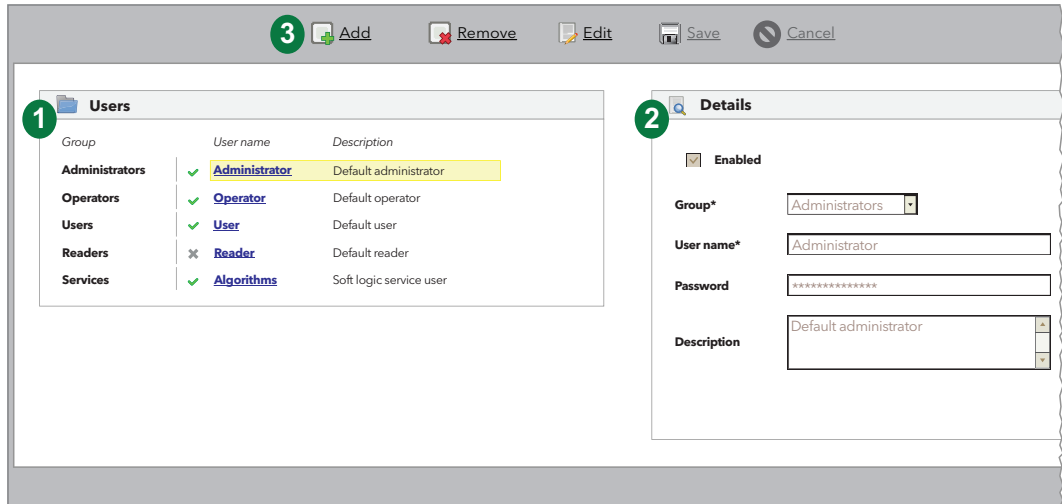 3 Add Remove Edit Save Cancel
1 Users
Group User name Description
Administrators Administrator Default administrator
Operators Operator Default operator
Users User Default user
Readers Reader Default reader
Services Algorithms Soft logic service user
2 Details
Enabled
Group* Administrators
User name* Administrator
Password **************
Description Default administrator